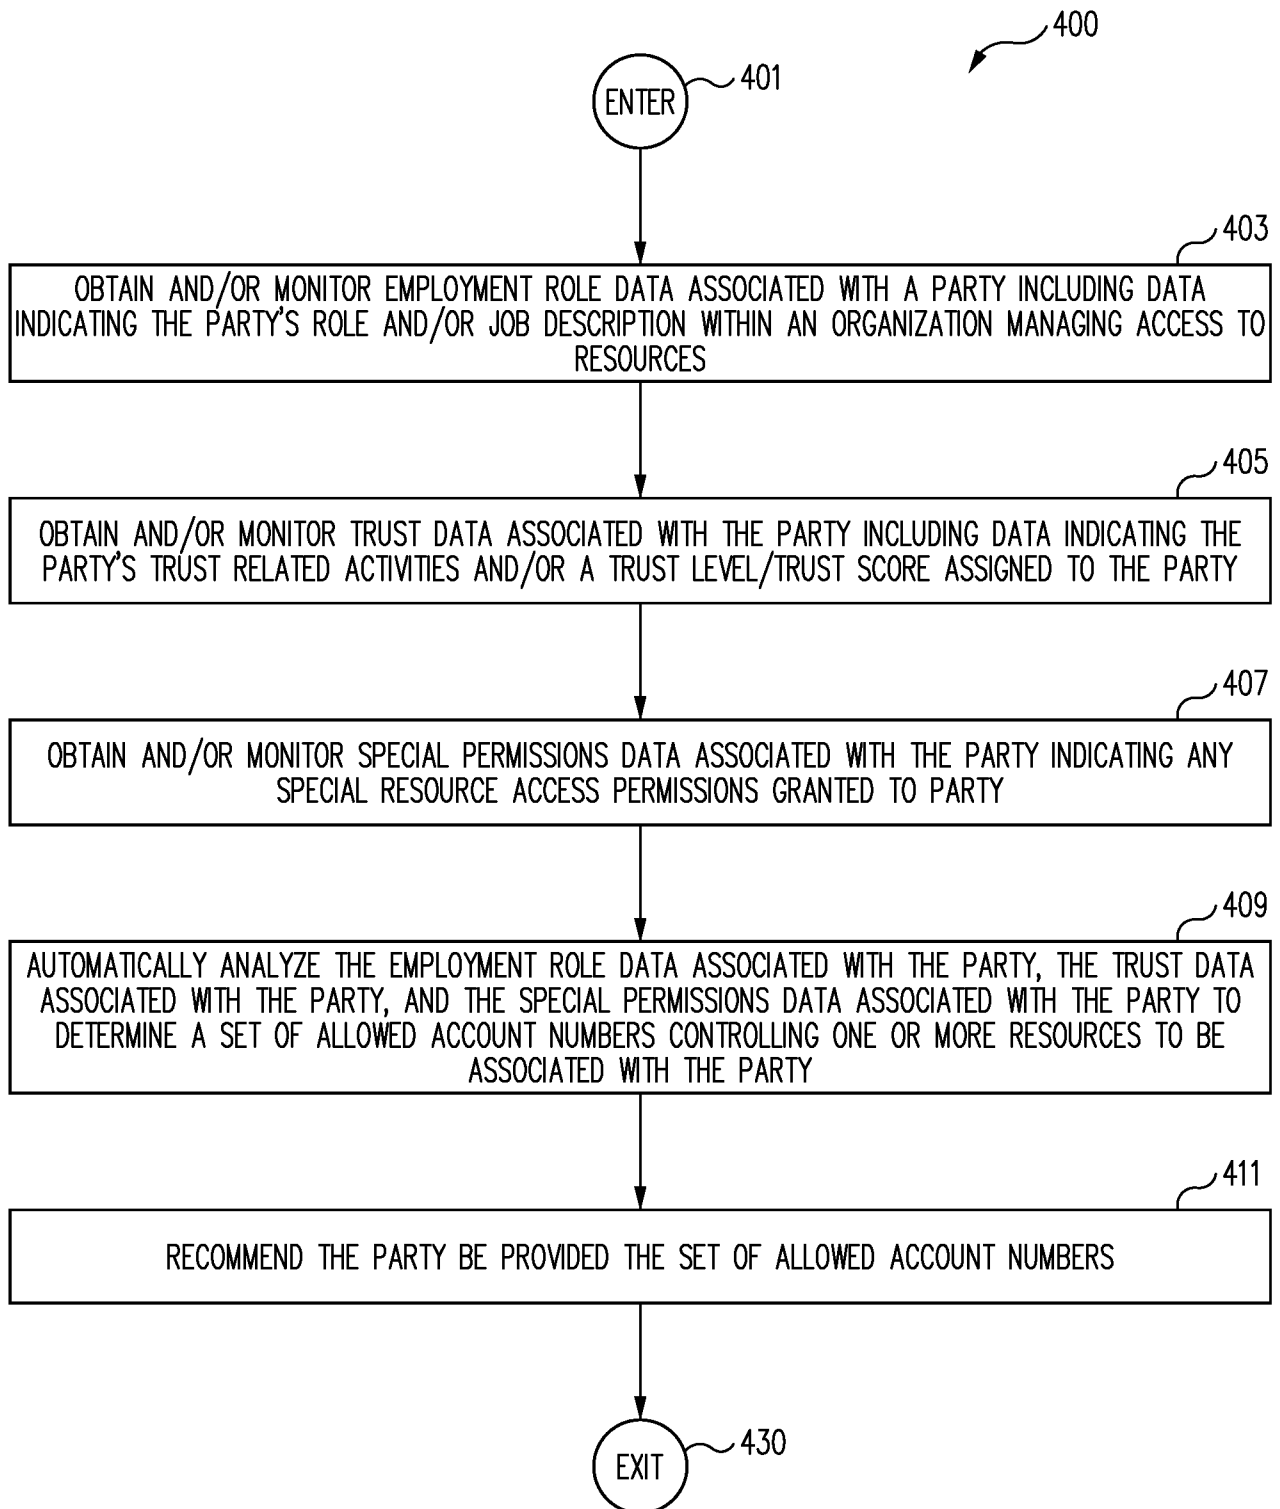 400
ENTER
401
403
OBTAIN AND/OR MONITOR EMPLOYMENT ROLE DATA ASSOCIATED WITH A PARTY INCLUDING DATA
INDICATING THE PARTY'S ROLE AND/OR JOB DESCRIPTION WITHIN AN ORGANIZATION MANAGING ACCESS TO
RESOURCES
405
OBTAIN AND/OR MONITOR TRUST DATA ASSOCIATED WITH THE PARTY INCLUDING DATA INDICATING THE
PARTY'S TRUST RELATED ACTIVITIES AND/OR A TRUST LEVEL/TRUST SCORE ASSIGNED TO THE PARTY
407
OBTAIN AND/OR MONITOR SPECIAL PERMISSIONS DATA ASSOCIATED WITH THE PARTY INDICATING ANY
SPECIAL RESOURCE ACCESS PERMISSIONS GRANTED TO PARTY
409
AUTOMATICALLY ANALYZE THE EMPLOYMENT ROLE DATA ASSOCIATED WITH THE PARTY, THE TRUST DATA
ASSOCIATED WITH THE PARTY, AND THE SPECIAL PERMISSIONS DATA ASSOCIATED WITH THE PARTY TO
DETERMINE A SET OF ALLOWED ACCOUNT NUMBERS CONTROLLING ONE OR MORE RESOURCES TO BE
ASSOCIATED WITH THE PARTY
411
RECOMMEND THE PARTY BE PROVIDED THE SET OF ALLOWED ACCOUNT NUMBERS
EXIT
430